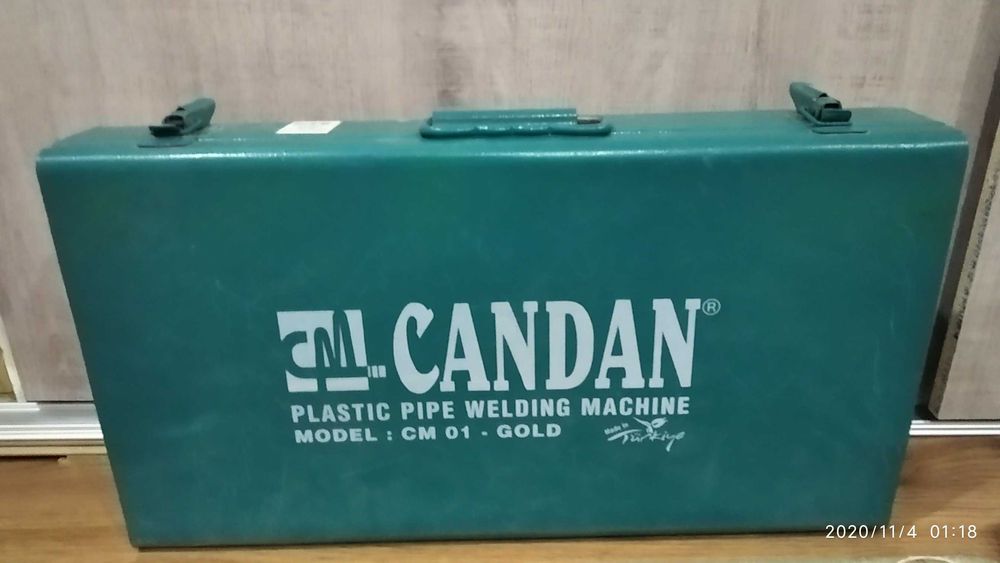 CM CANDAN®
PLASTIC PIPE WELDING MACHINE
MODEL : CM 01 - GOLD
Made in
Türkiye
2020/11/4 01:18